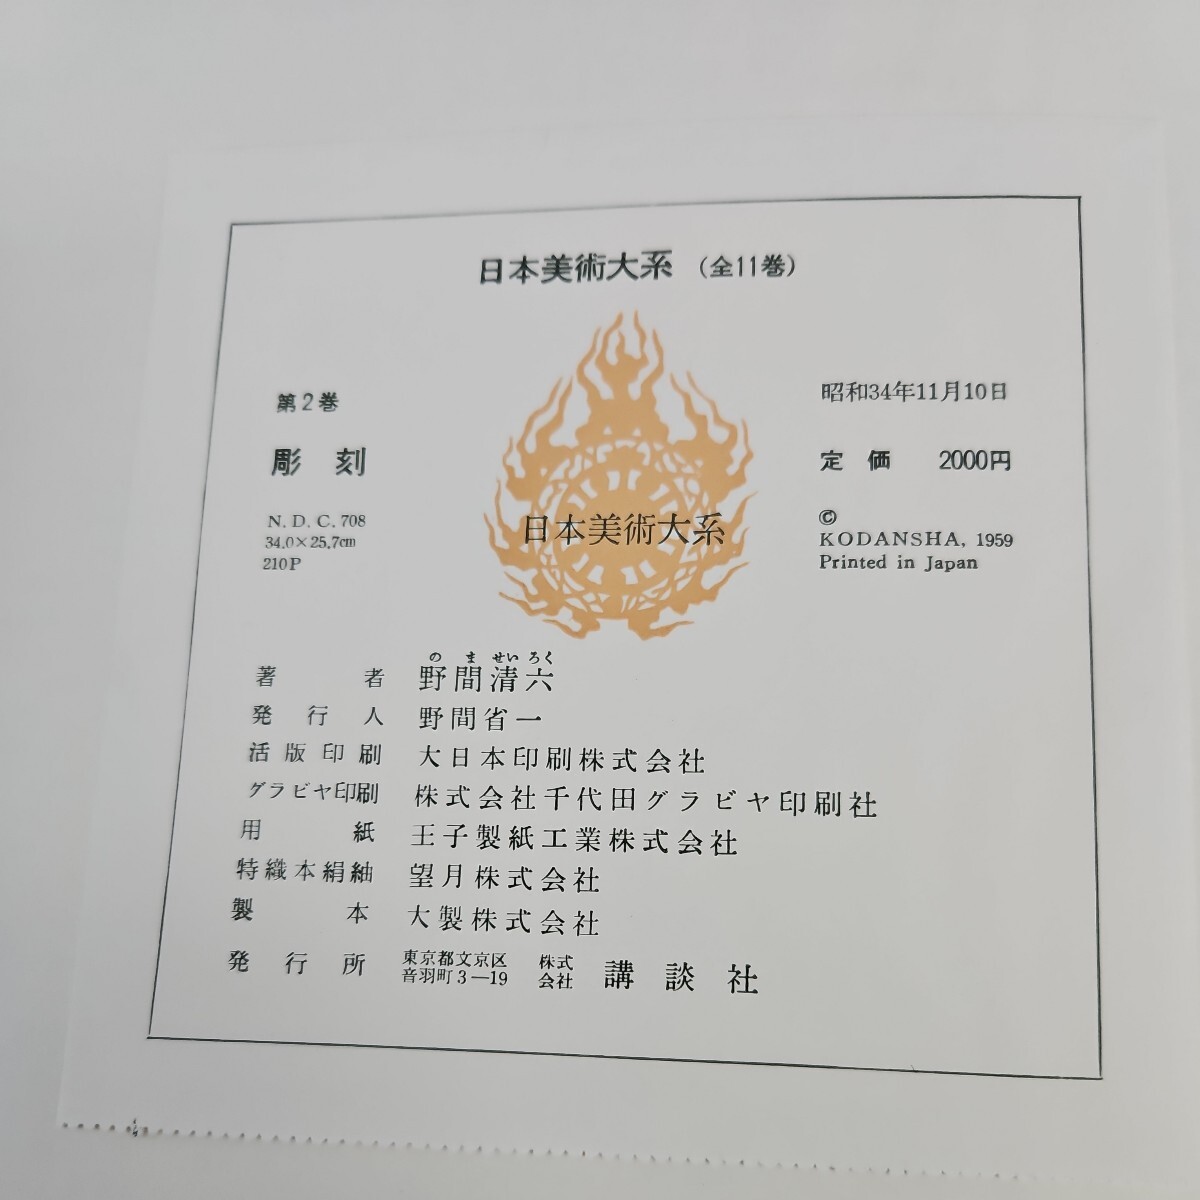 日本美術大系（全11巻）
第2巻
彫刻
N. D. C. 708
34.0×25.7cm
210P
日本美術大系
昭和34年11月10日
定価 2000円
©
KODANSHA, 1959
Printed in Japan
のませいろく
著者 野間清六
発行人 野間省一
活版印刷 大日本印刷株式会社
グラビヤ印刷 株式会社千代田グラビヤ印刷社
用紙 王子製紙工業株式会社
特織本絹紬 望月株式会社
製本 大製株式会社
発行所 東京都文京区音羽町3—19 株式会社 講談社